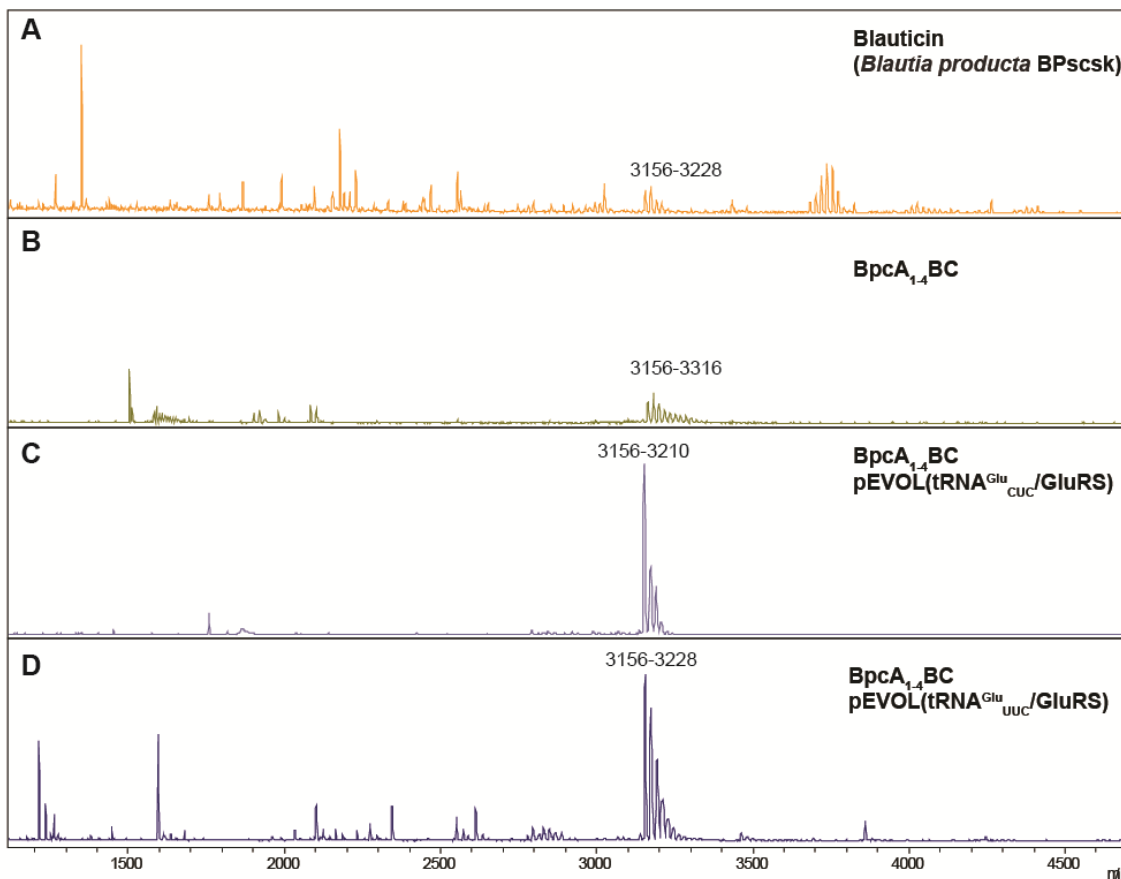 A
Blauticin
(Blautia producta BPscsk)
3156-3228
B
BpcA1-4BC
3156-3316
C
3156-3210
BpcA1-4BC
pEVOL(tRNAGluCUC/GluRS)
D
3156-3228
BpcA1-4BC
pEVOL(tRNAGluUUC/GluRS)
1500 2000 2500 3000 3500 4000 4500